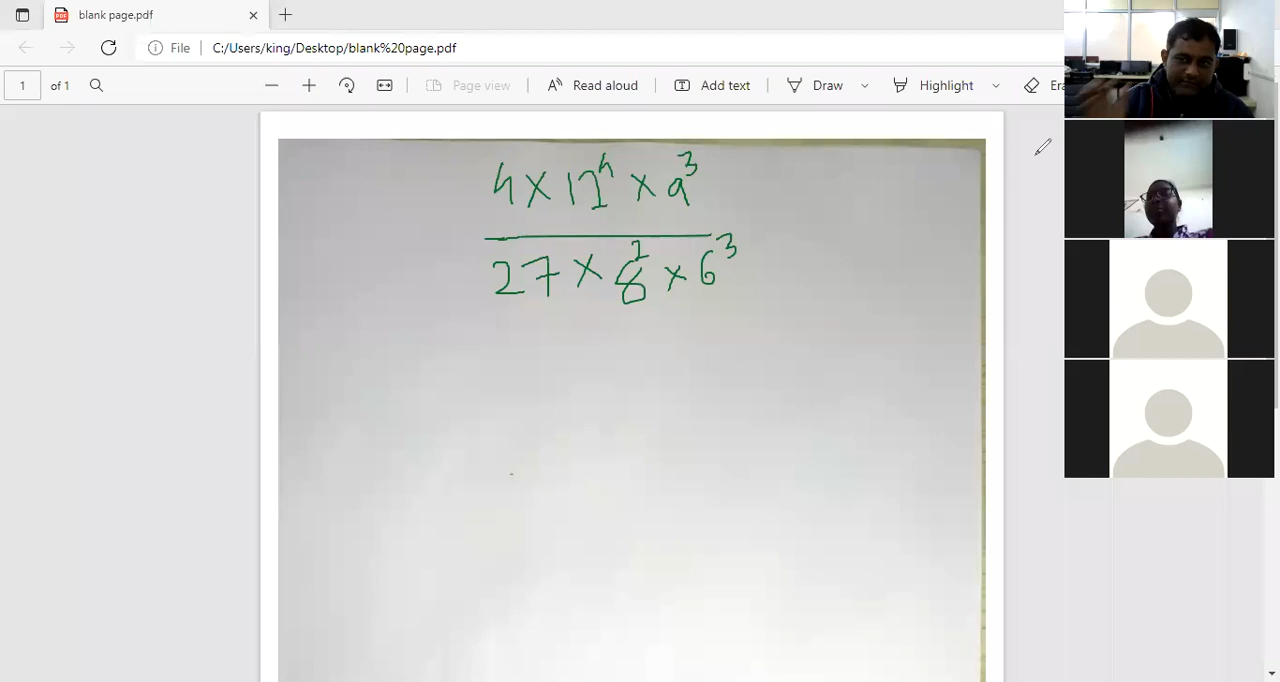 blank page.pdf
File
C:/Users/king/Desktop/blank%20page.pdf
1 of 1
Page view
Read aloud
Add text
Draw
Highlight
Era
4 × 12⁴ × 9³
27 × 8² × 6³